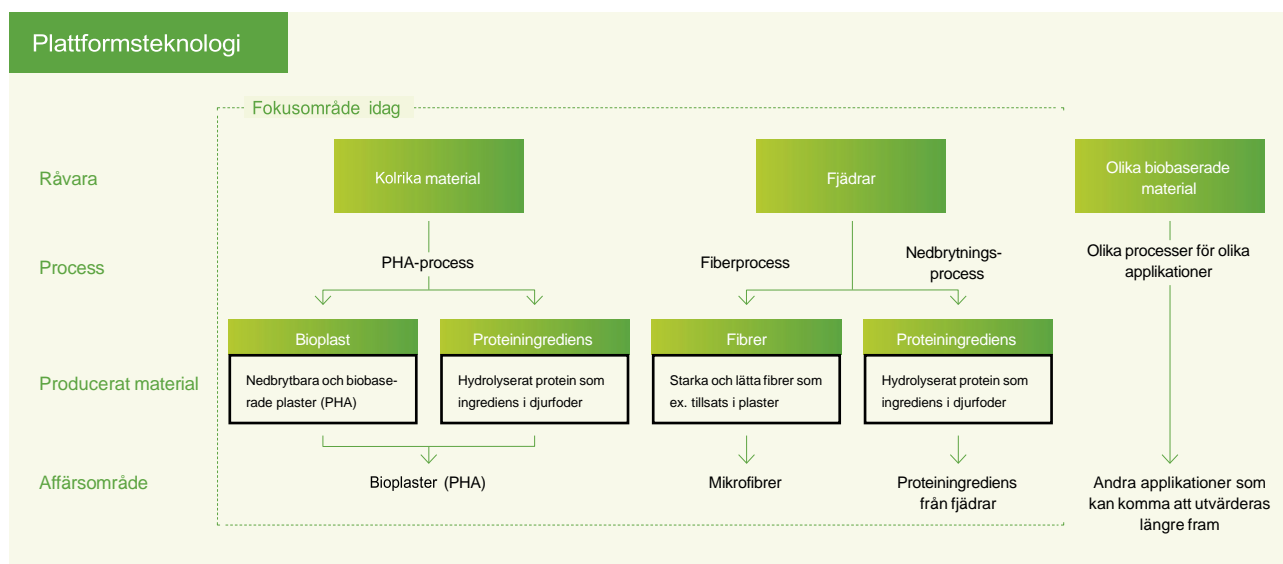 Plattformsteknologi
Fokusområde idag
Råvara
Kolrika material
Fjädrar
Olika biobaserade
material
Process
PHA-process
Fiberprocess
Nedbrytnings-
process
Olika processer för olika
applikationer
Producerat material
Bioplast
Nedbrytbara och biobase-
rade plaster (PHA)
Proteiningrediens
Hydrolyserat protein som
ingrediens i djurfoder
Fibrer
Starka och lätta fibrer som
ex. tillsats i plaster
Proteiningrediens
Hydrolyserat protein som
ingrediens i djurfoder
Affärsområde
Bioplaster (PHA)
Mikrofibrer
Proteiningrediens
från fjädrar
Andra applikationer som
kan komma att utvärderas
längre fram